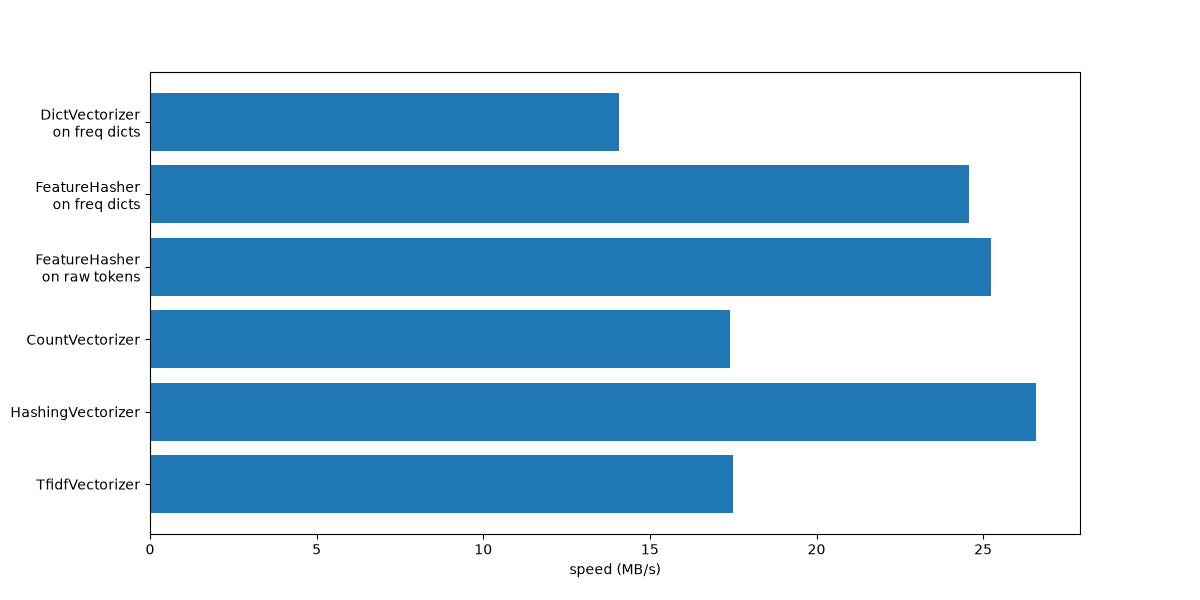 DictVectorizer
on freq dicts
FeatureHasher
on freq dicts
FeatureHasher
on raw tokens
CountVectorizer
HashingVectorizer
TfidfVectorizer
0 5 10 15 20 25
speed (MB/s)